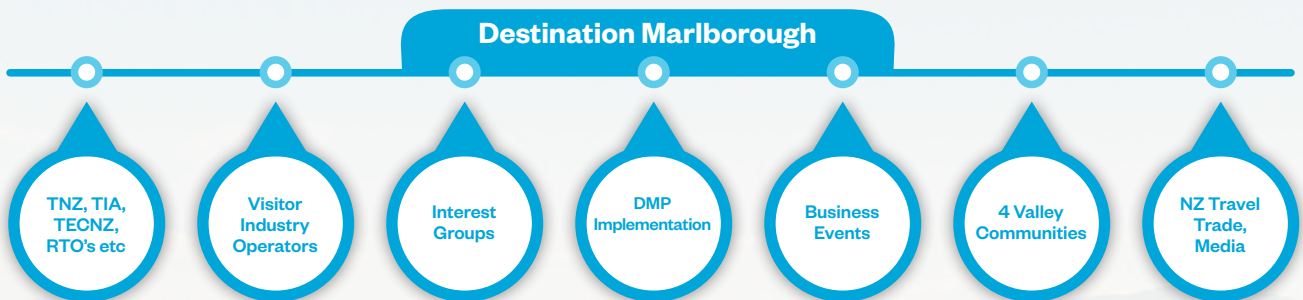 Destination Marlborough
TNZ, TIA,
TECNZ,
RTO's etc
Visitor
Industry
Operators
Interest
Groups
DMP
Implementation
Business
Events
4 Valley
Communities
NZ Travel
Trade,
Media